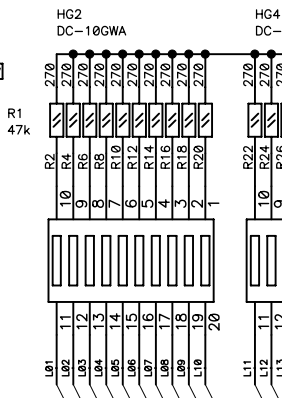 HG2
DC-10GWA
HG4
DC-
270 270 270 270 270 270 270 270 270 270 270 270
R1
47k
R2 R4 R6 R8 R10 R12 R14 R16 R18 R20 R22 R24 R26
10 9 8 7 6 5 4 3 2 1 10 9
11 12 13 14 15 16 17 18 19 20 11 12
L01 L02 L03 L04 L05 L06 L07 L08 L09 L10 L11 L12 L13